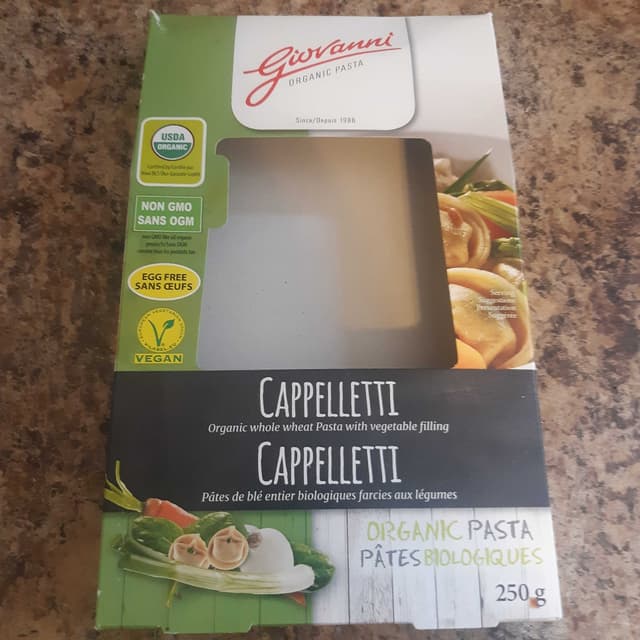 Giovanni
ORGANIC PASTA
Since/Depuis 1986
USDA
ORGANIC
NON GMO
SANS OGM
EGG FREE
SANS ŒUFS
VEGAN
CAPPELLETTI
Organic whole wheat Pasta with vegetable filling
CAPPELLETTI
Pâtes de blé entier biologiques farcies aux légumes
ORGANIC PASTA
PÂTES BIOLOGIQUES
250 g